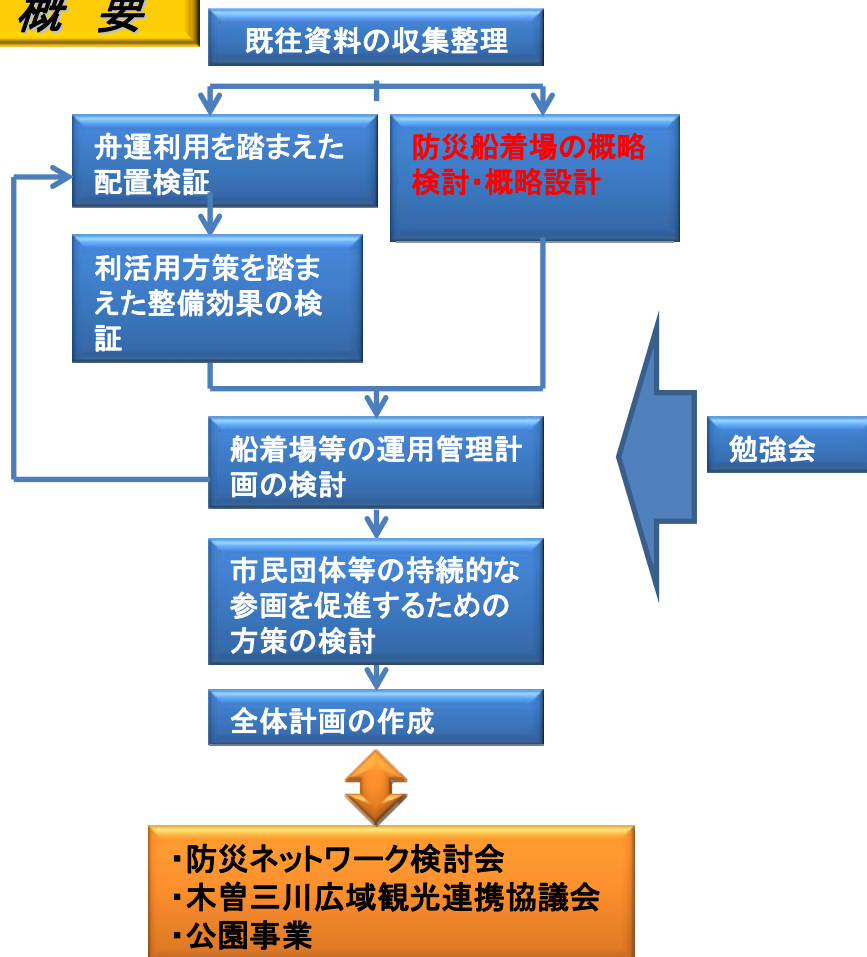 概 要
既往資料の収集整理
舟運利用を踏まえた
配置検証
防災船着場の概略
検討・概略設計
利活用方策を踏ま
えた整備効果の検
証
船着場等の運用管理計
画の検討
勉強会
市民団体等の持続的な
参画を促進するための
方策の検討
全体計画の作成
・防災ネットワーク検討会
・木曽三川広域観光連携協議会
・公園事業